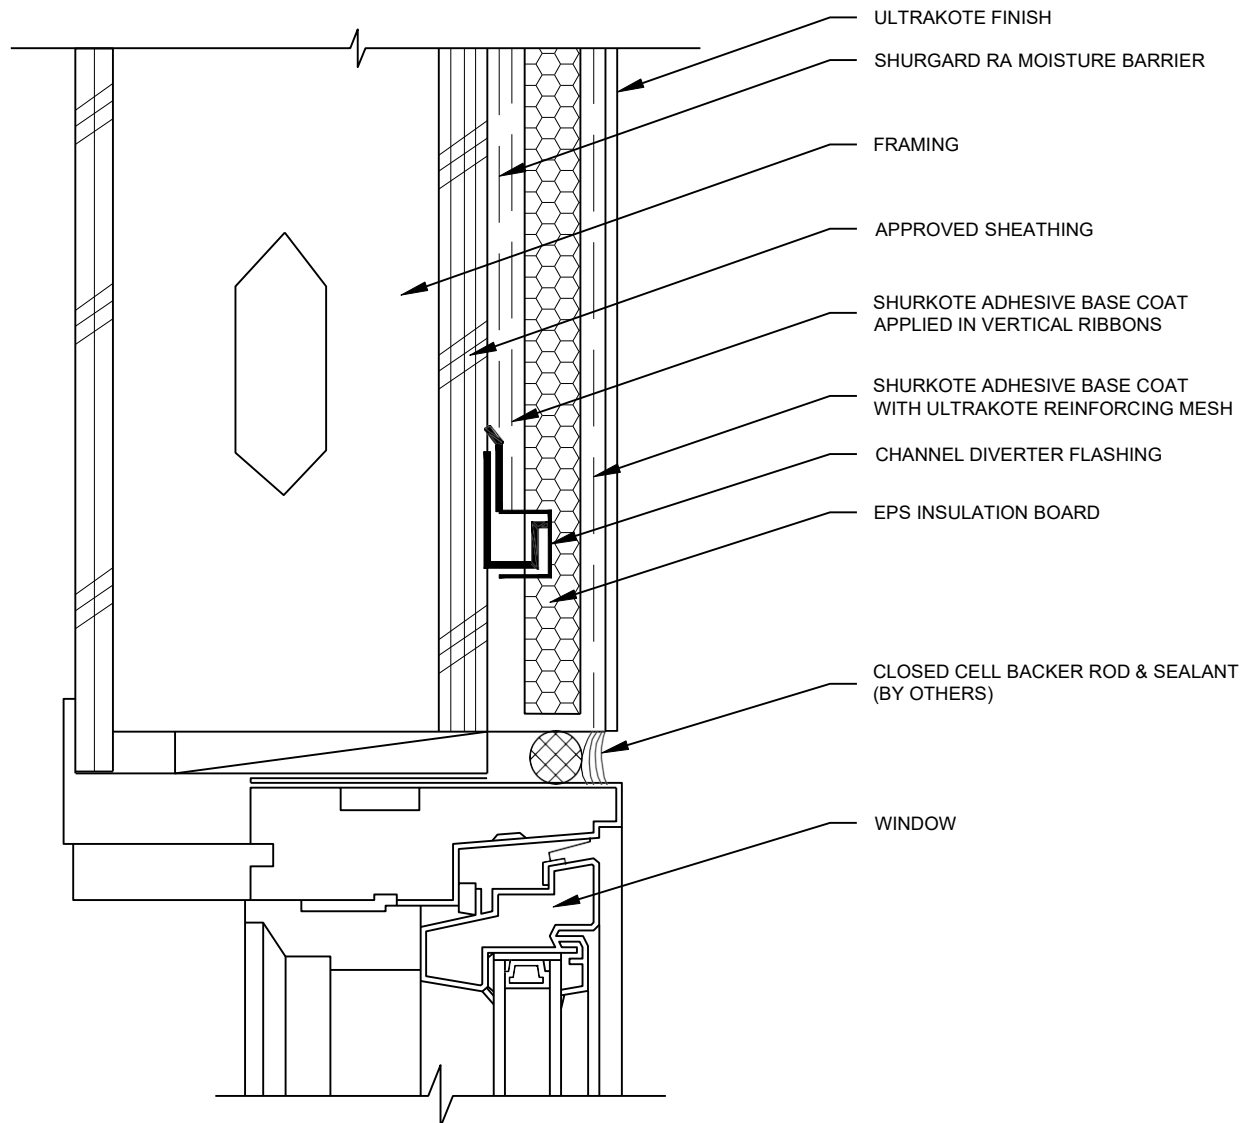 ULTRAKOTE FINISH
SHURGARD RA MOISTURE BARRIER
FRAMING
APPROVED SHEATHING
SHURKOTE ADHESIVE BASE COAT
APPLIED IN VERTICAL RIBBONS
SHURKOTE ADHESIVE BASE COAT
WITH ULTRAKOTE REINFORCING MESH
CHANNEL DIVERTER FLASHING
EPS INSULATION BOARD
CLOSED CELL BACKER ROD & SEALANT
(BY OTHERS)
WINDOW